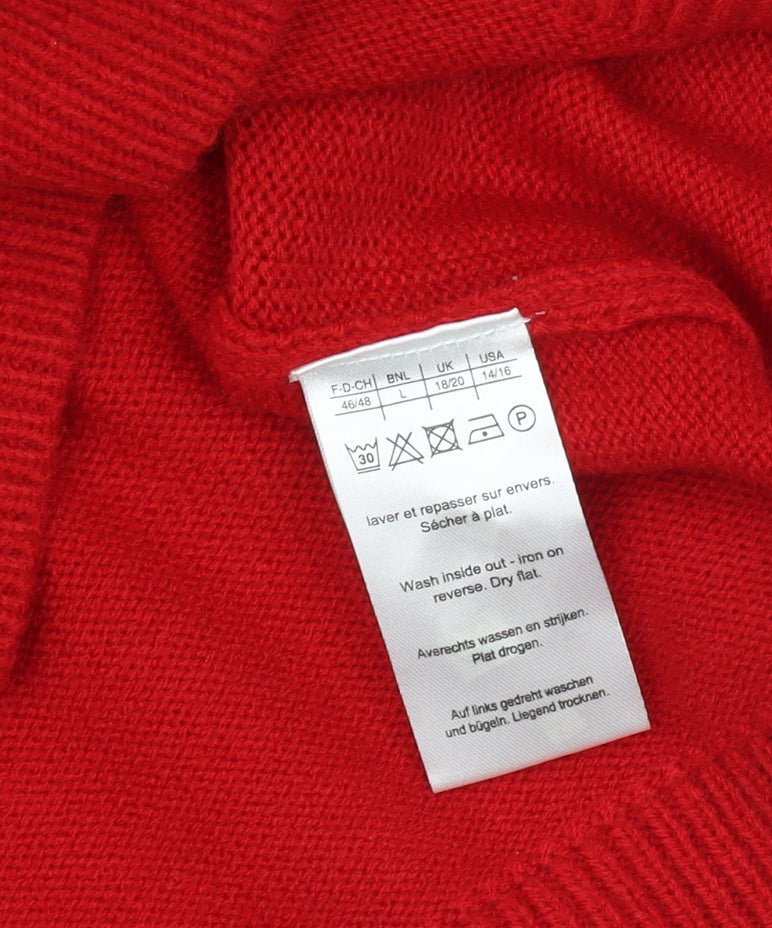 F-D-CH BNL UK USA
46/48 L 18/20 14/16
30 P
laver et repasser sur envers.
Sécher à plat.
Wash inside out - iron on
reverse. Dry flat.
Averechts wassen en strijken.
Plat drogen.
Auf links gedreht waschen
und bügeln. Liegend trocknen.